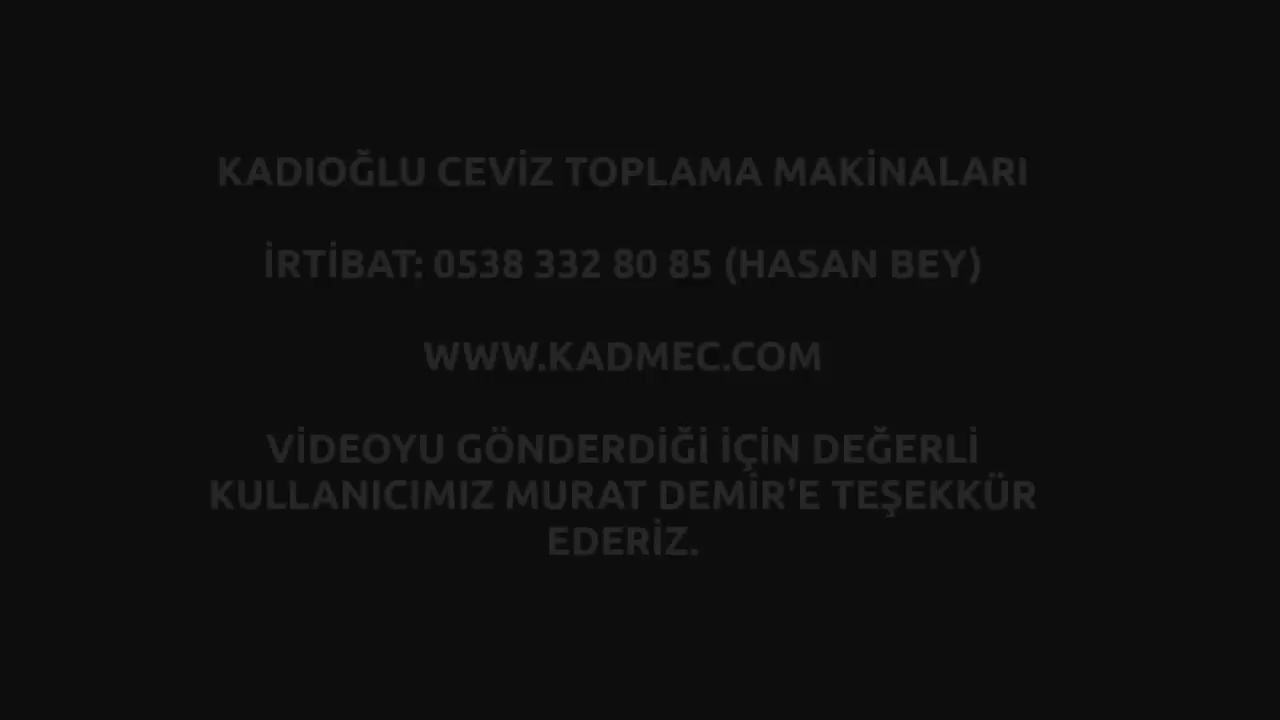 KADIOĞLU CEVİZ TOPLAMA MAKİNALARI
İRTİBAT: 0538 332 80 85 (HASAN BEY)
WWW.KADMEC.COM
VİDEOYU GÖNDERDİĞİ İÇİN DEĞERLİ
KULLANICIMIZ MURAT DEMİR'E TEŞEKKÜR
EDERİZ.